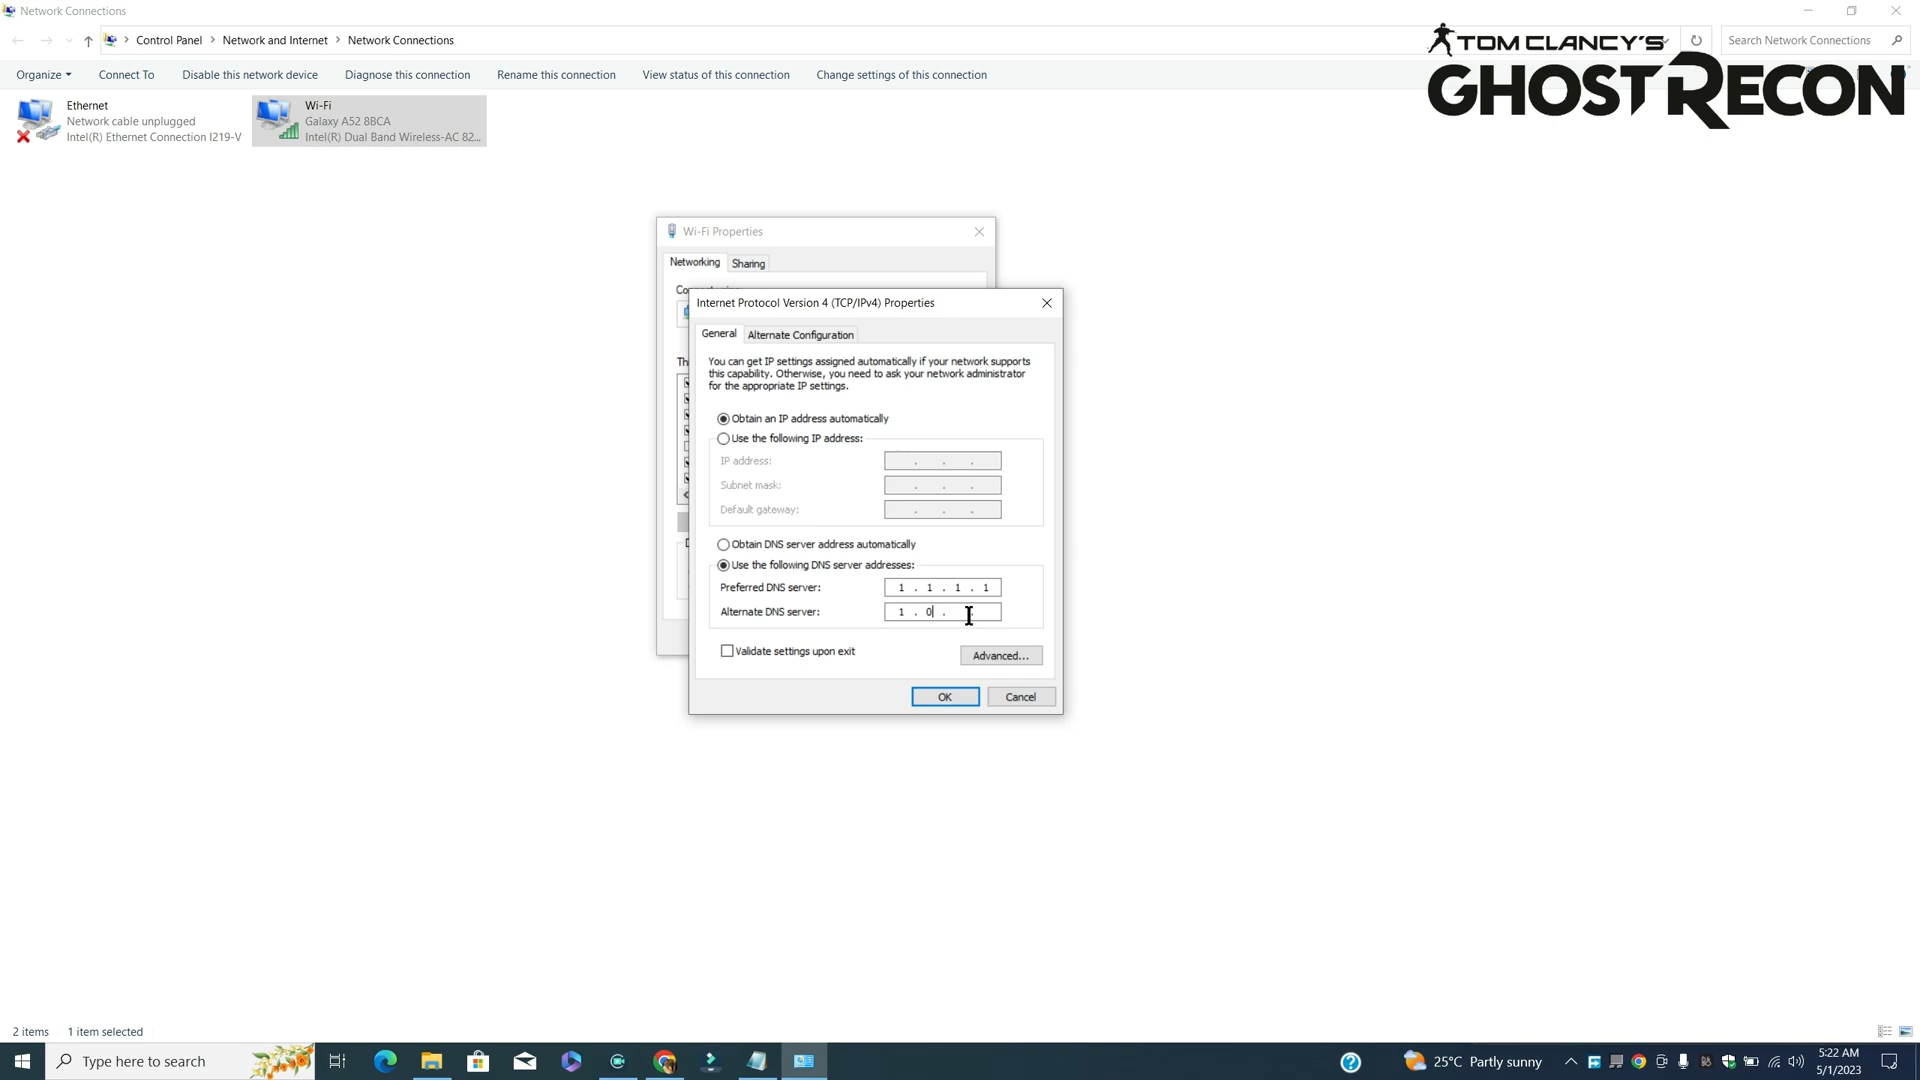 Network Connections
Control Panel > Network and Internet > Network Connections
Search Network Connections
TOM CLANCY'S
GHOST RECON
Organize
Connect To
Disable this network device
Diagnose this connection
Rename this connection
View status of this connection
Change settings of this connection
Ethernet
Network cable unplugged
Intel(R) Ethernet Connection I219-V
Wi-Fi
Galaxy A52 8BCA
Intel(R) Dual Band Wireless-AC 82...
Wi-Fi Properties
Networking
Sharing
Internet Protocol Version 4 (TCP/IPv4) Properties
General
Alternate Configuration
You can get IP settings assigned automatically if your network supports
this capability. Otherwise, you need to ask your network administrator
for the appropriate IP settings.
Obtain an IP address automatically
Use the following IP address:
IP address:
. . .
Subnet mask:
. . .
Default gateway:
. . .
Obtain DNS server address automatically
Use the following DNS server addresses:
Preferred DNS server:
1 . 1 . 1 . 1
Alternate DNS server:
1 . 0 . .
Validate settings upon exit
Advanced...
OK
Cancel
2 items
1 item selected
Type here to search
25°C Partly sunny
5:22 AM
5/1/2023